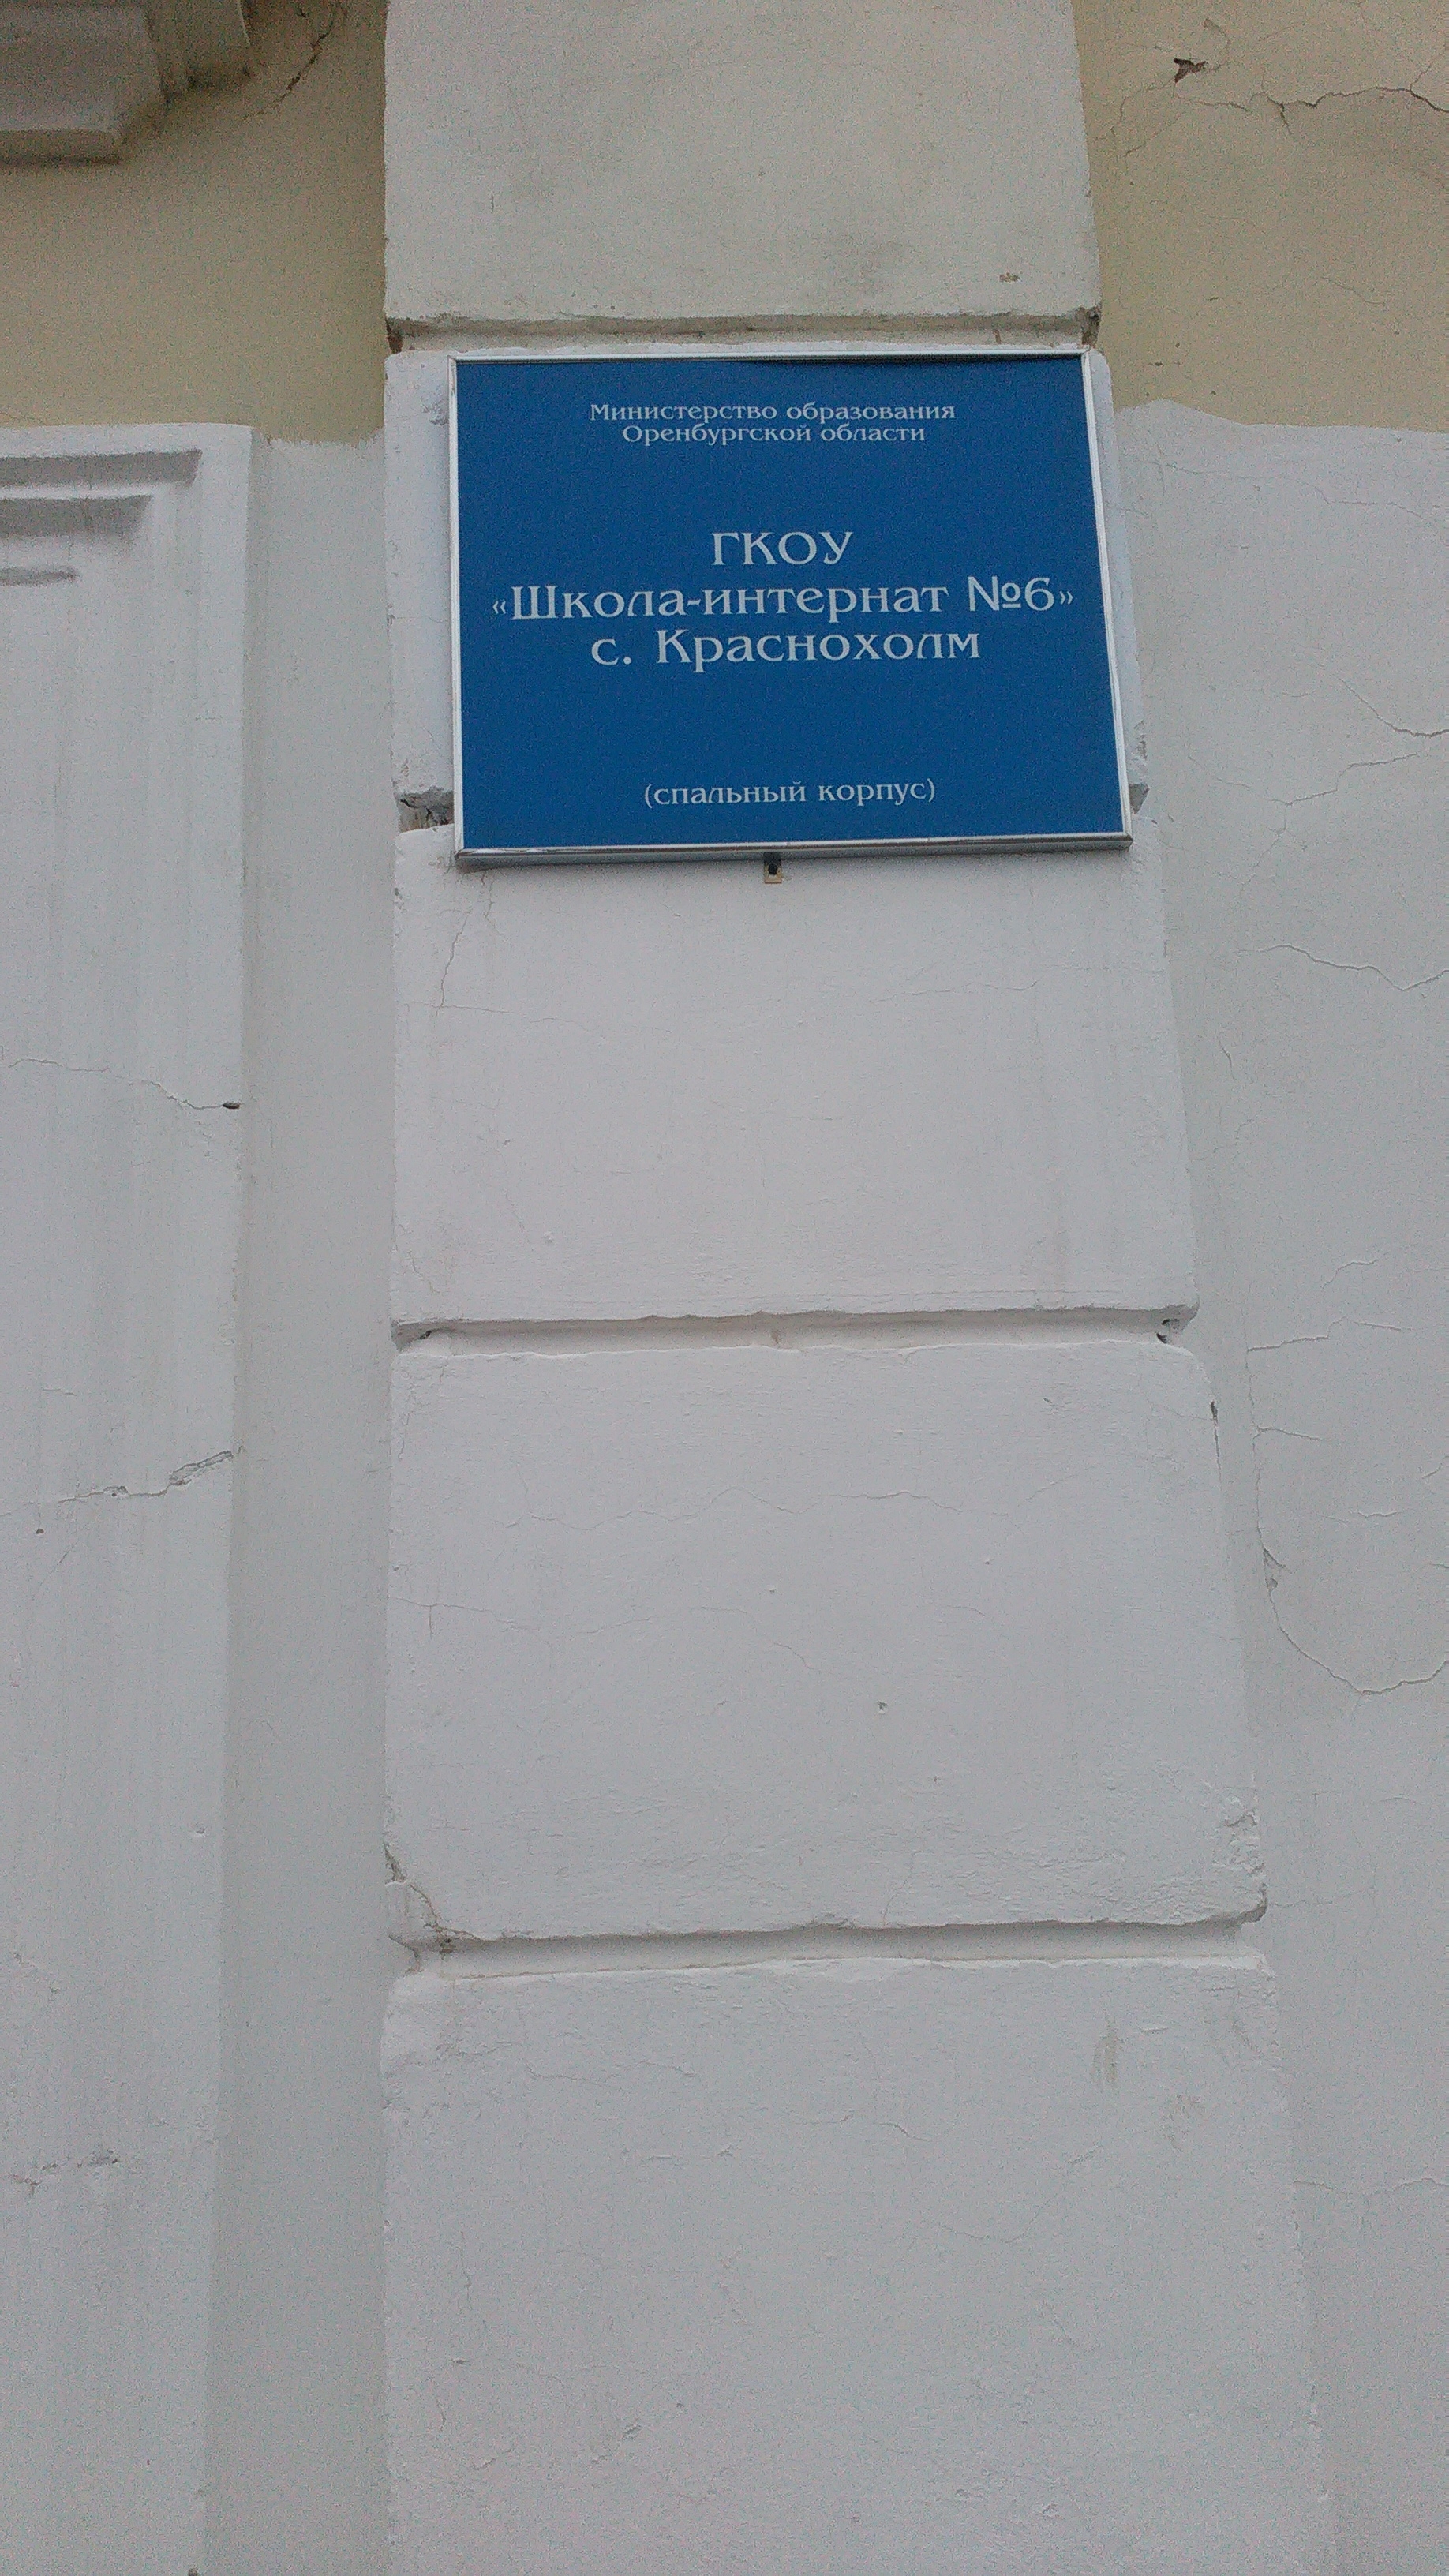 Министерство образования
Оренбургской области
ГКОУ
«Школа-интернат №6»
с. Краснохолм
(спальный корпус)